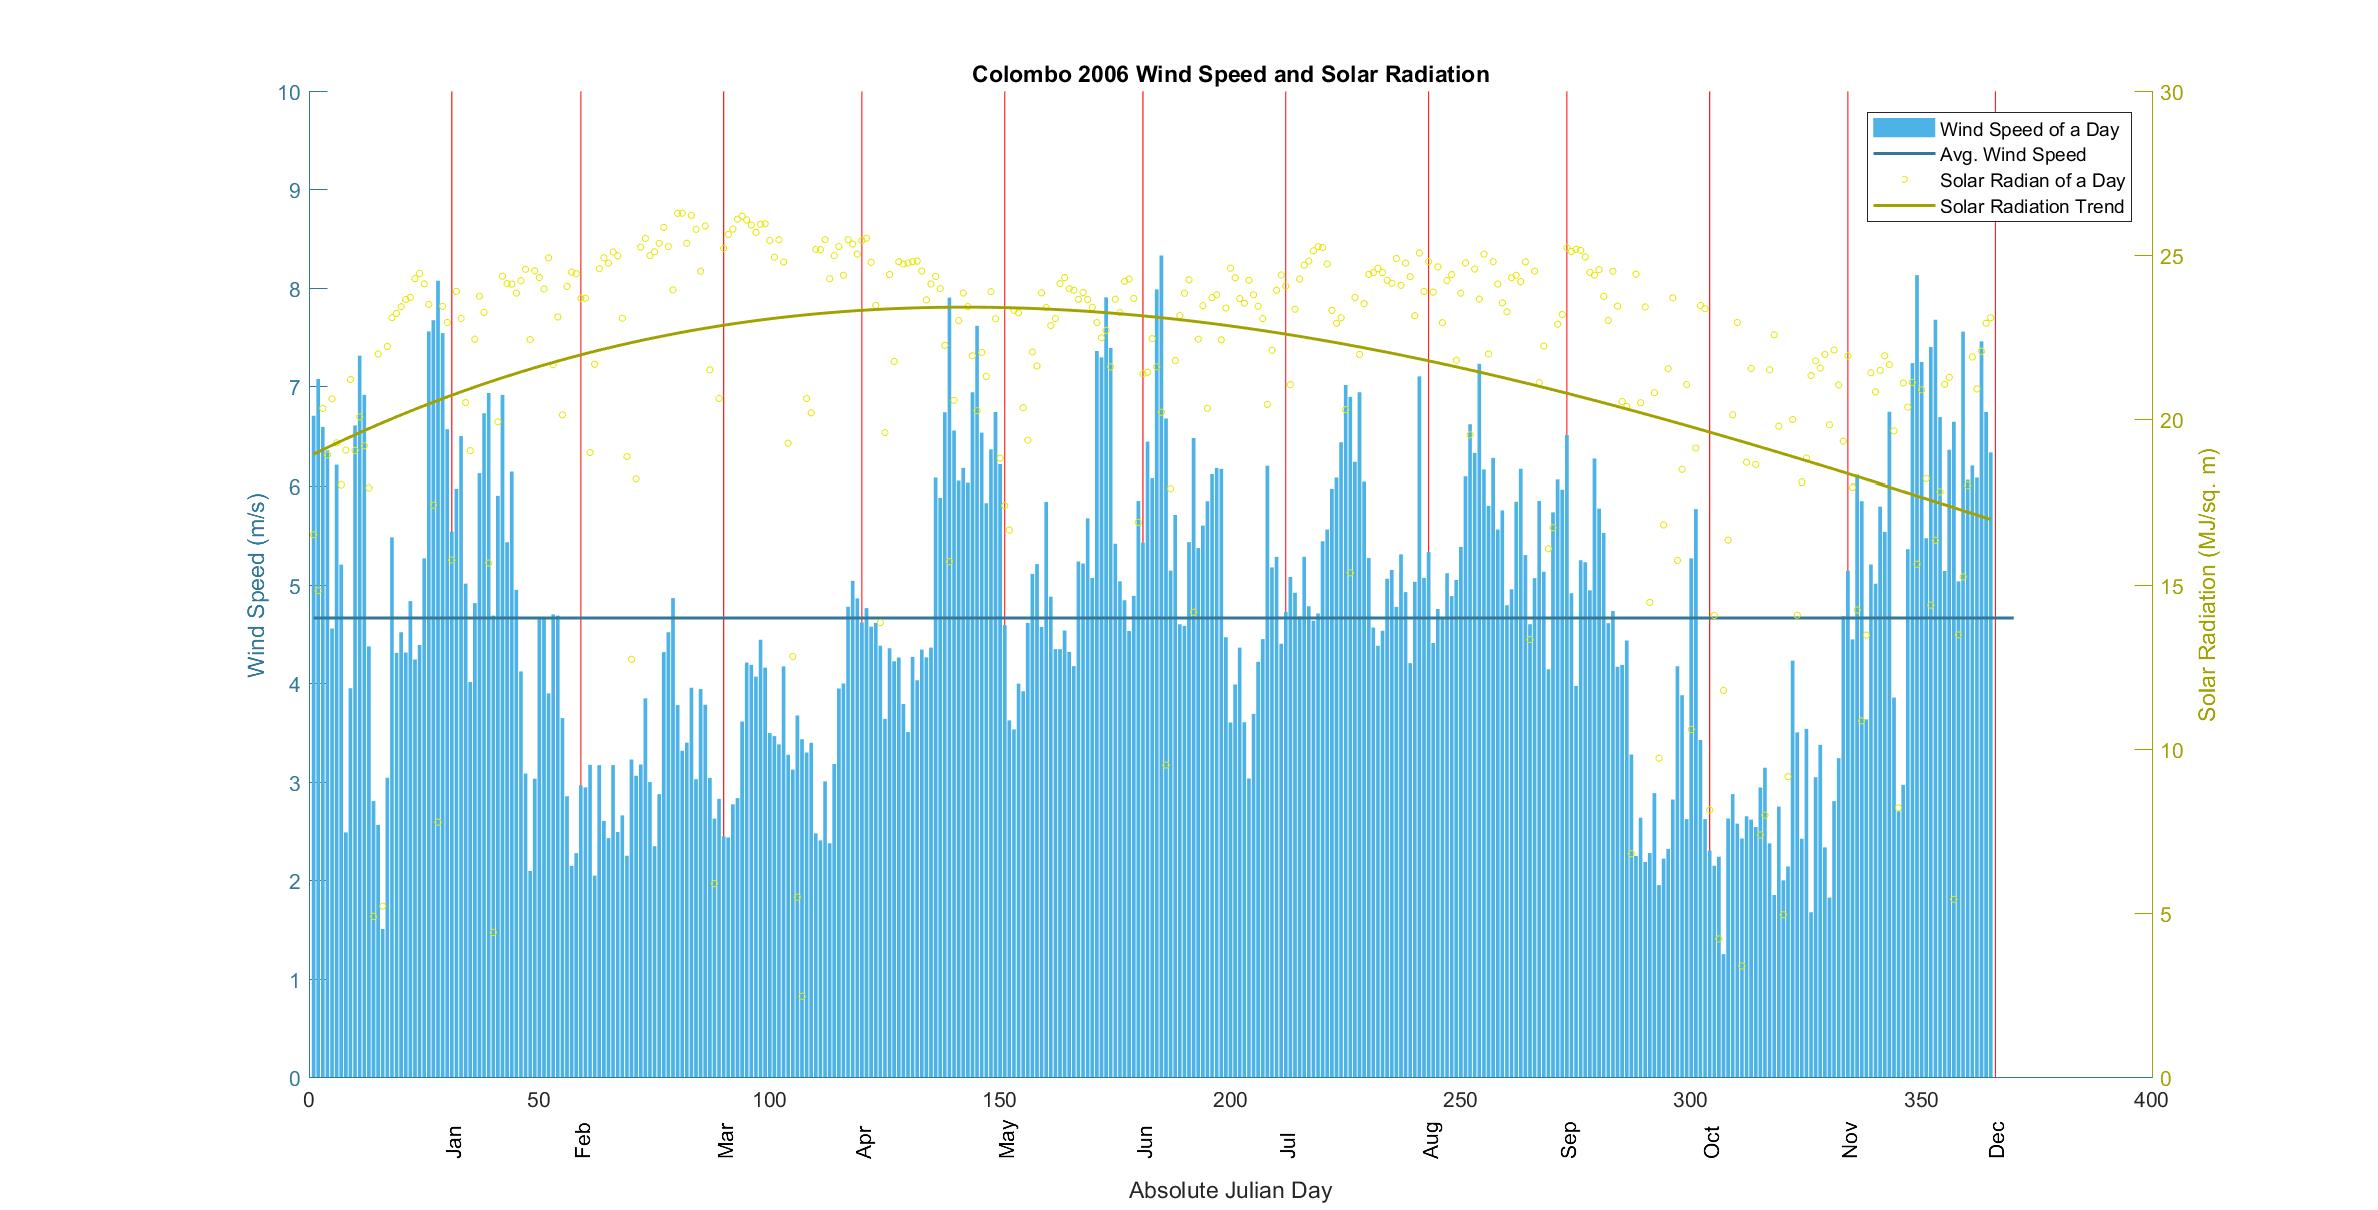 Colombo 2006 Wind Speed and Solar Radiation
10
9
8
7
6
5
4
3
2
1
0
Wind Speed (m/s)
30
25
20
15
10
5
0
Solar Radiation (MJ/sq. m)
Wind Speed of a Day
Avg. Wind Speed
Solar Radian of a Day
Solar Radiation Trend
0 50 100 150 200 250 300 350 400
Jan Feb Mar Apr May Jun Jul Aug Sep Oct Nov Dec
Absolute Julian Day